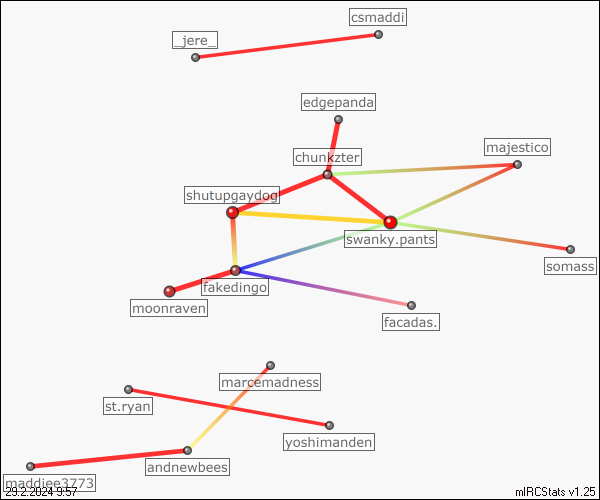 csmaddi
_jere_
edgepanda
majestico
chunkzter
shutupgaydog
swanky.pants
somass
fakedingo
moonraven
facadas.
marcemadness
st.ryan
yoshimanden
andnewbees
maddiee3773
29.2.2024 9:57
mIRCStats v1.25